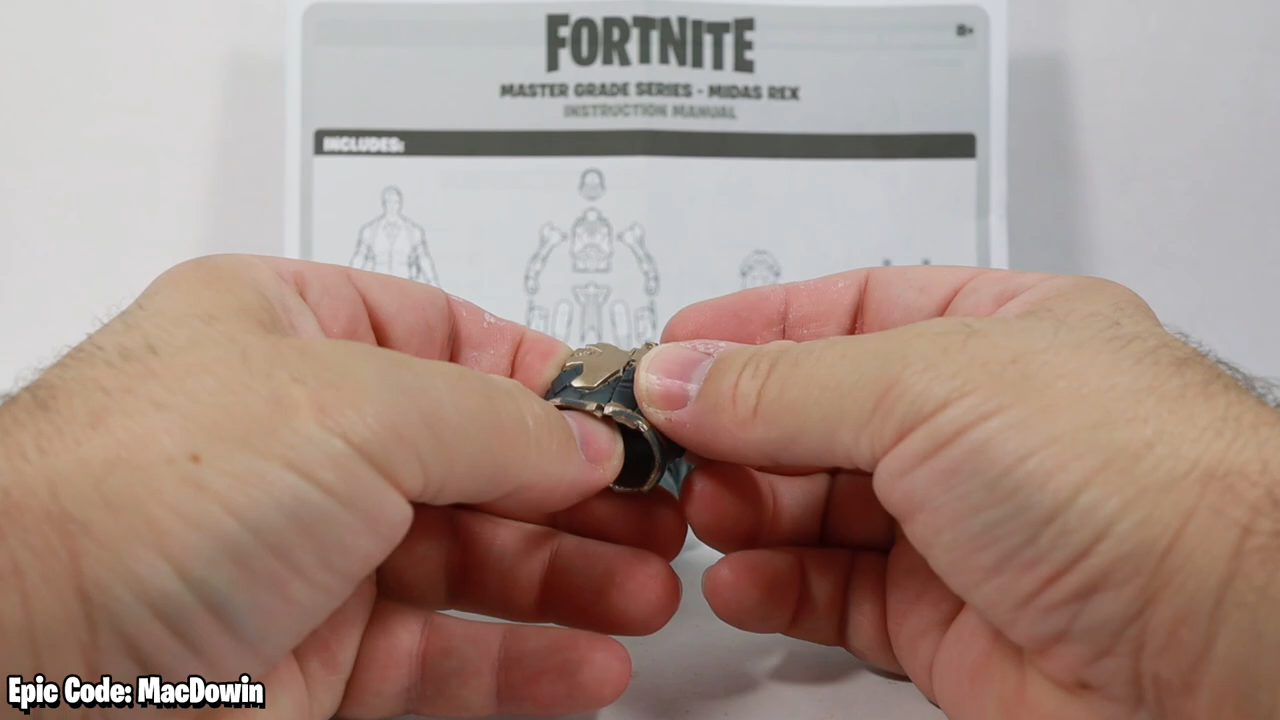 FORTNITE
8+
MASTER GRADE SERIES - MIDAS REX
INSTRUCTION MANUAL
INCLUDES:
Epic Code: MacDowin